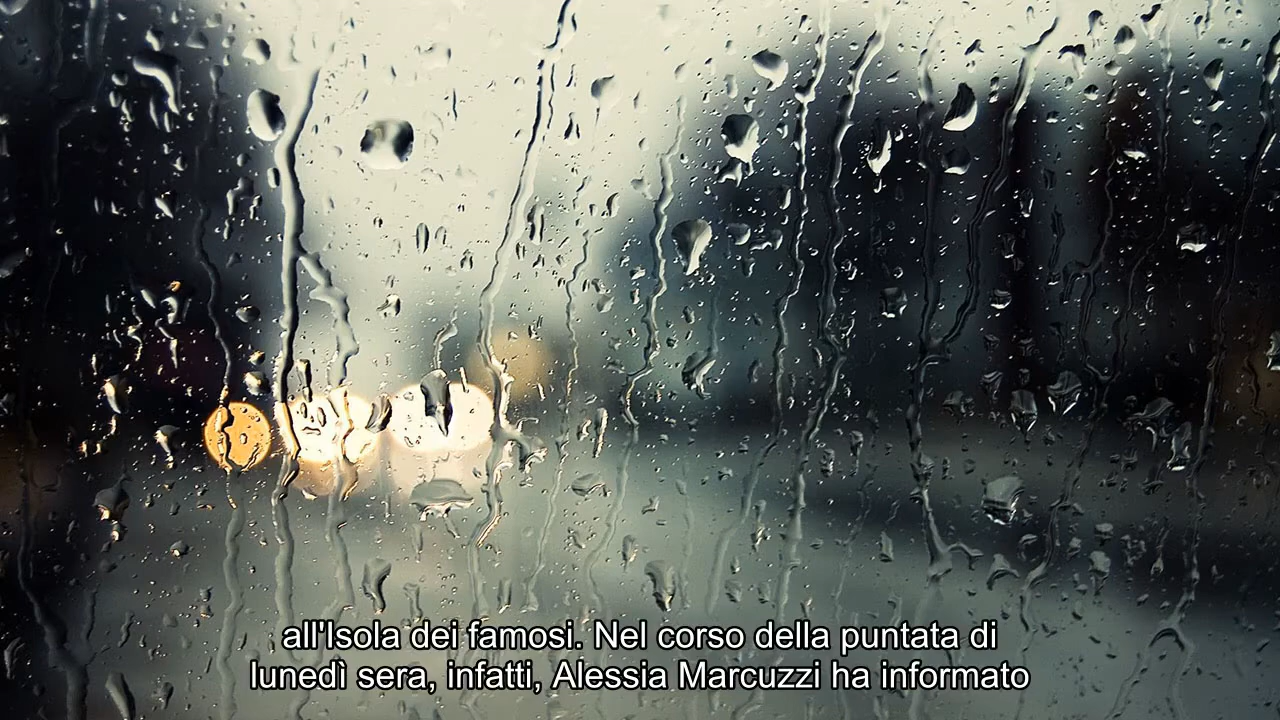 all'Isola dei famosi. Nel corso della puntata di
lunedì sera, infatti, Alessia Marcuzzi ha informato